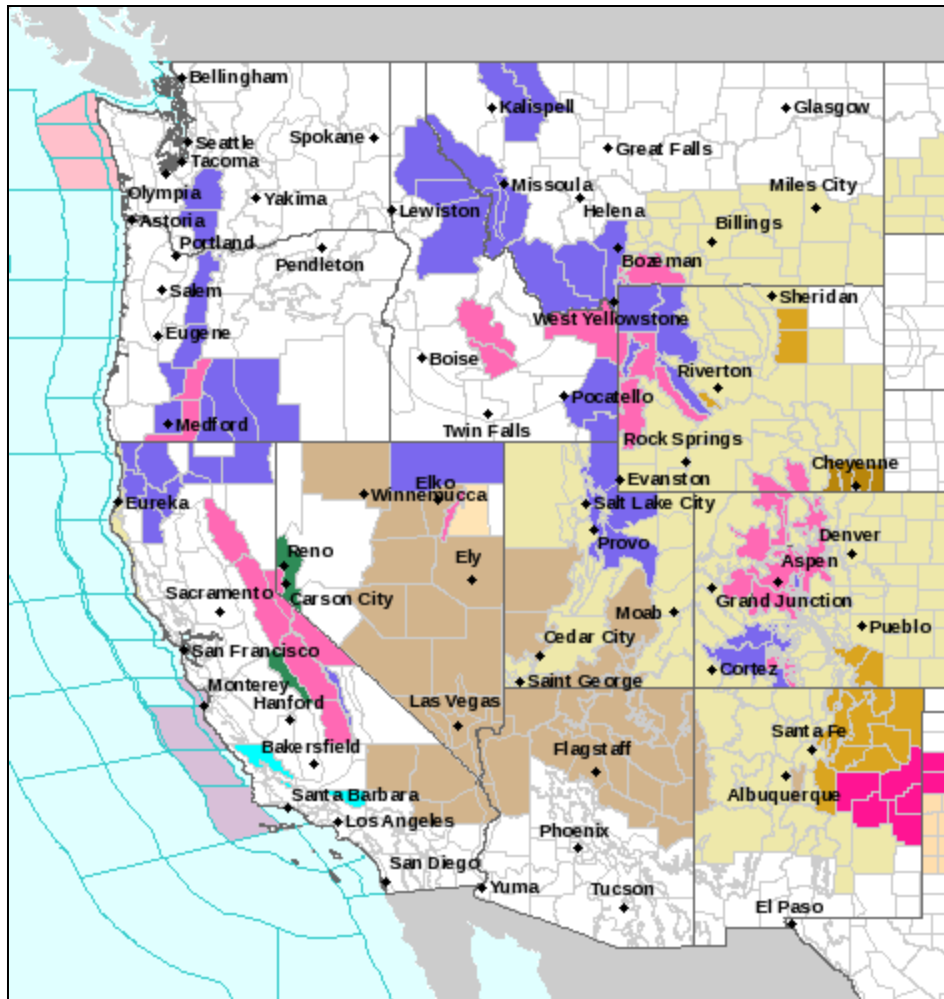 Bellingham
Kalispell
Glasgow
Spokane
Seattle
Great Falls
Tacoma
Miles City
Missoula
Olympia
Yakima
Helena
Lewiston
Astoria
Billings
Portland
Bozeman
Pendleton
Salem
Sheridan
West Yellowstone
Eugene
Boise
Riverton
Pocatello
Medford
Twin Falls
Rock Springs
Cheyenne
Elko
Evanston
Winnemucca
Eureka
Salt Lake City
Provo
Denver
Reno
Ely
Aspen
Sacramento
Carson City
Grand Junction
Moab
Pueblo
Cedar City
San Francisco
Cortez
Saint George
Monterey
Hanford
Las Vegas
Santa Fe
Bakersfield
Flagstaff
Albuquerque
Santa Barbara
Los Angeles
Phoenix
San Diego
Yuma
Tucson
El Paso